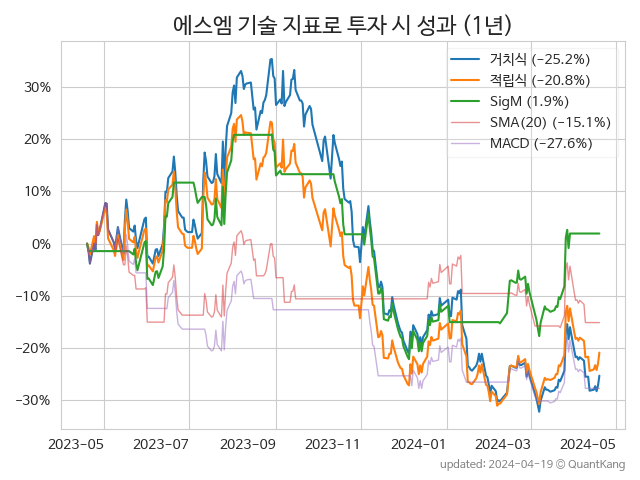 에스엠 기술 지표로 투자 시 성과 (1년)
거치식 (−25.2%)
적립식 (−20.8%)
SigM (1.9%)
SMA(20) (−15.1%)
MACD (−27.6%)
30%
20%
10%
0%
−10%
−20%
−30%
2023-05 2023-07 2023-09 2023-11 2024-01 2024-03 2024-05
updated: 2024-04-19 © QuantKang